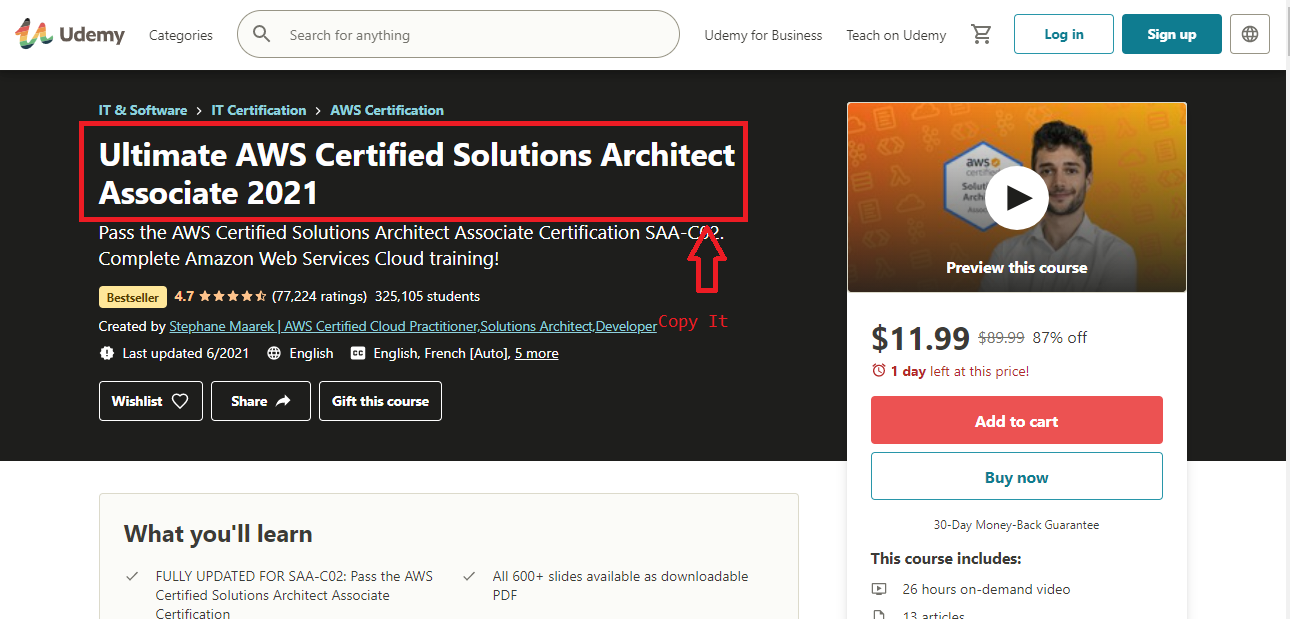 Udemy
Categories
Search for anything
Udemy for Business
Teach on Udemy
Log in
Sign up
IT & Software › IT Certification › AWS Certification
Ultimate AWS Certified Solutions Architect
Associate 2021
Pass the AWS Certified Solutions Architect Associate Certification SAA-C02.
Complete Amazon Web Services Cloud training!
Bestseller 4.7 (77,224 ratings) 325,105 students
Created by Stephane Maarek | AWS Certified Cloud Practitioner,Solutions Architect,Developer
Copy It
Last updated 6/2021 English CC English, French [Auto], 5 more
Wishlist
Share
Gift this course
aws
certified
Preview this course
$11.99 $89.99 87% off
1 day left at this price!
Add to cart
Buy now
30-Day Money-Back Guarantee
This course includes:
26 hours on-demand video
13 articles
What you'll learn
FULLY UPDATED FOR SAA-C02: Pass the AWS
Certified Solutions Architect Associate
Certification
All 600+ slides available as downloadable
PDF